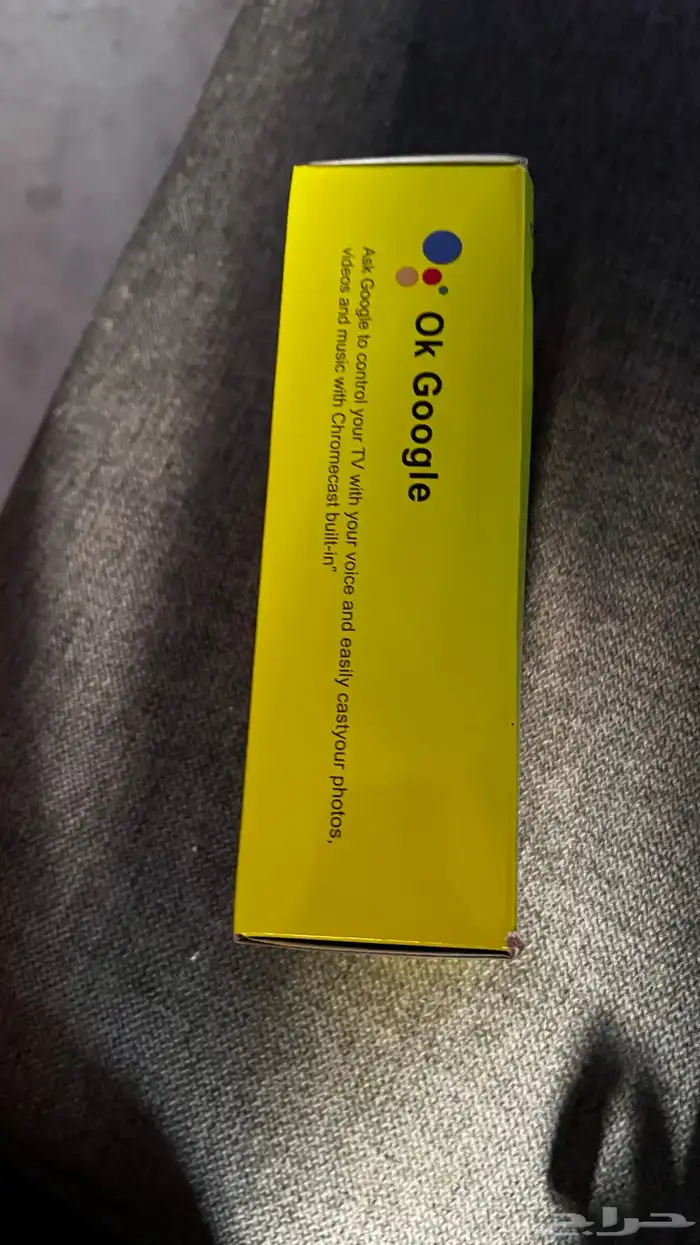 Ok Google
Ask Google to control your TV with your voice and easily castyour photos,
videos and music with Chromecast built-in"
حراج